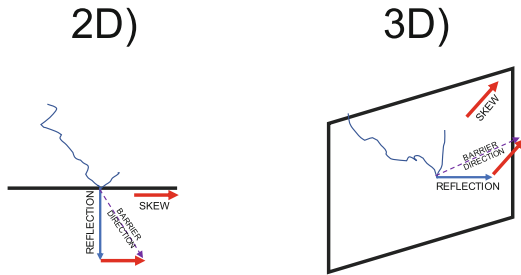 2D)
3D)
SKEW
REFLECTION
BARRIER
DIRECTION
SKEW
BARRIER
DIRECTION
REFLECTION